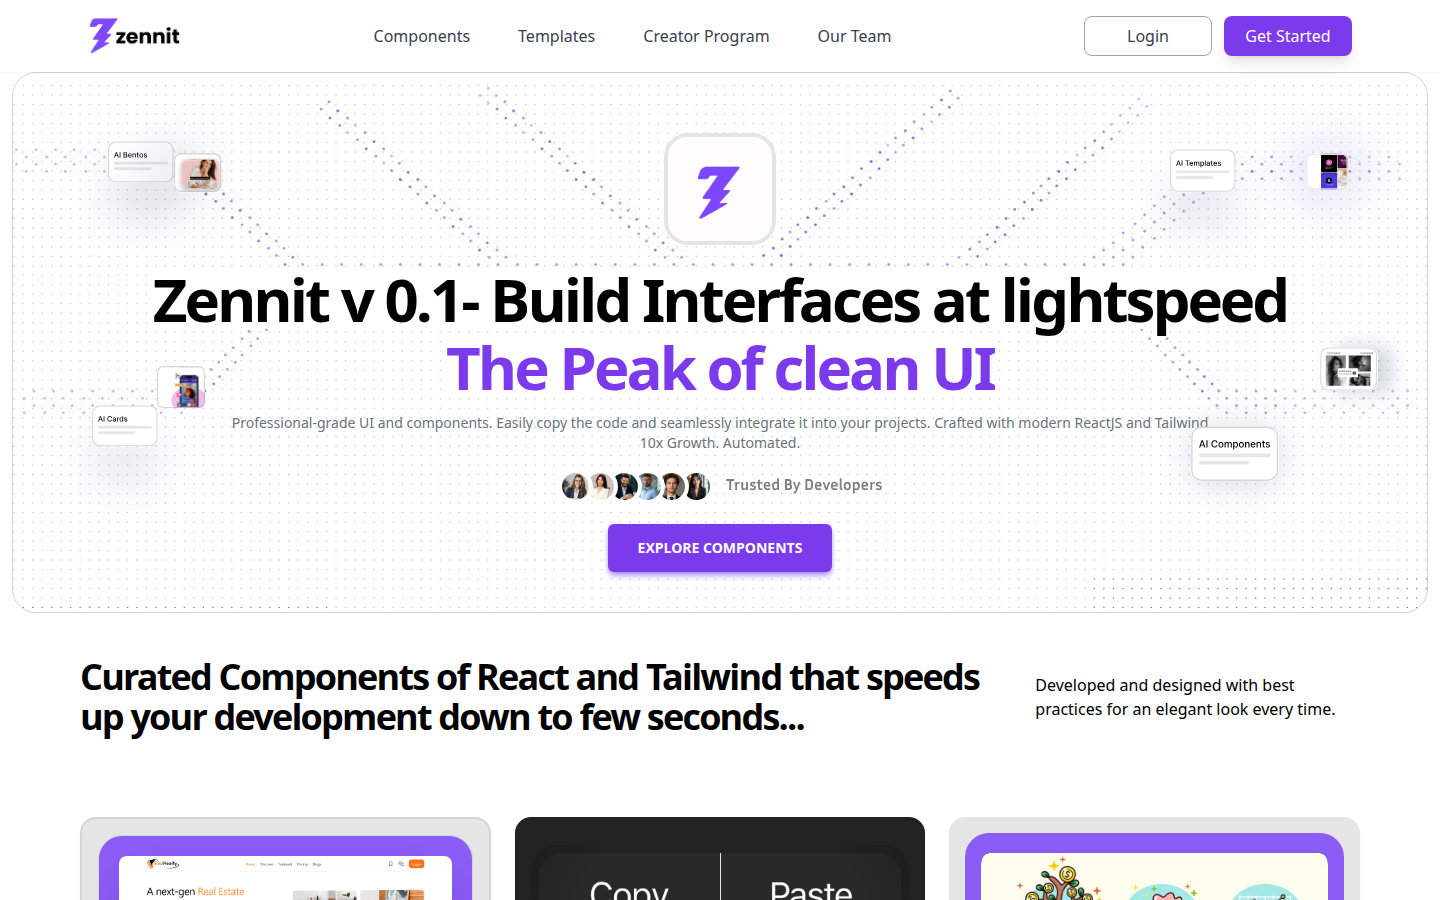 zennit
Components
Templates
Creator Program
Our Team
Login
Get Started
AI Bentos
AI Templates
Zennit v 0.1- Build Interfaces at lightspeed
The Peak of clean UI
AI Cards
Professional-grade UI and components. Easily copy the code and seamlessly integrate it into your projects. Crafted with modern ReactJS and Tailwind
10x Growth. Automated.
AI Components
Trusted By Developers
EXPLORE COMPONENTS
Curated Components of React and Tailwind that speeds
up your development down to few seconds...
Developed and designed with best
practices for an elegant look every time.
A next-gen Real Estate
Copy
Paste